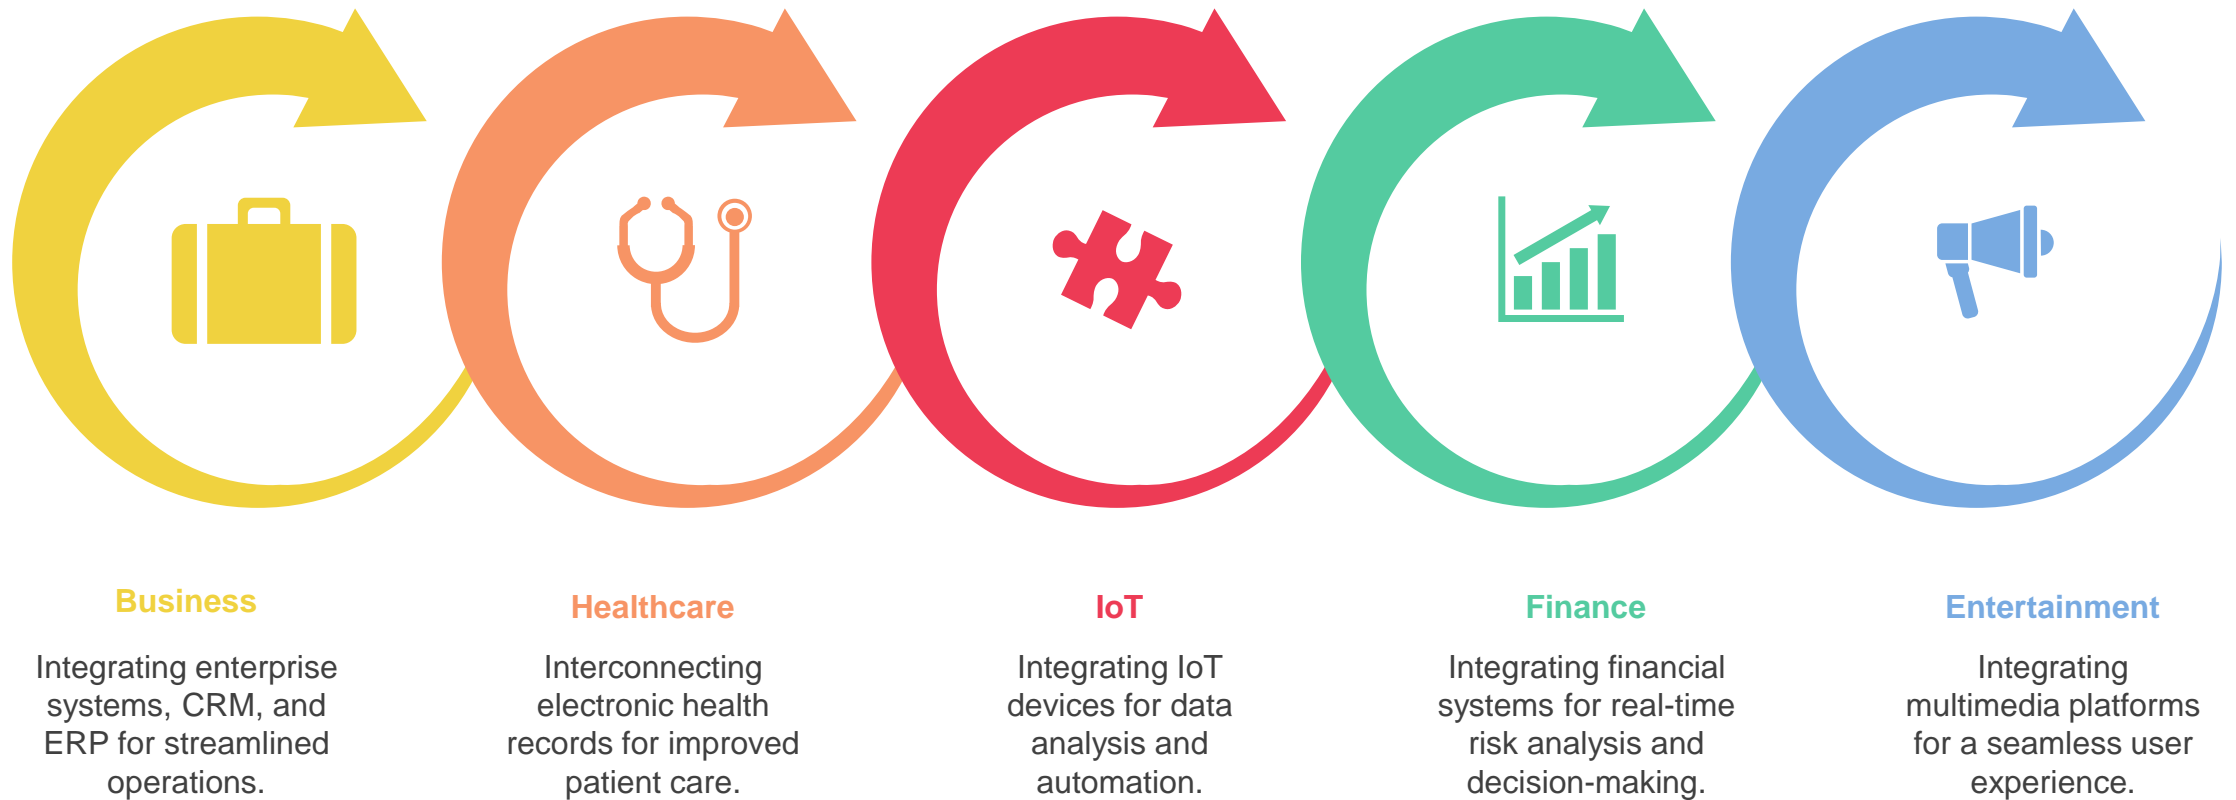 Business
Integrating enterprise
systems, CRM, and
ERP for streamlined
operations.
Healthcare
Interconnecting
electronic health
records for improved
patient care.
IoT
Integrating IoT
devices for data
analysis and
automation.
Finance
Integrating financial
systems for real-time
risk analysis and
decision-making.
Entertainment
Integrating
multimedia platforms
for a seamless user
experience.